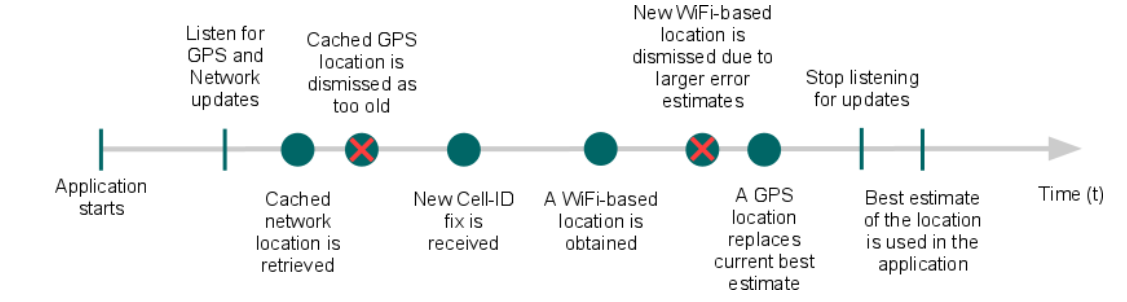 Application
starts
Listen for
GPS and
Network
updates
Cached
network
location is
retrieved
Cached GPS
location is
dismissed as
too old
New Cell-ID
fix is
received
A WiFi-based
location is
obtained
New WiFi-based
location is
dismissed due to
larger error
estimates
A GPS
location
replaces
current best
estimate
Stop listening
for updates
Best estimate
of the location
is used in the
application
Time (t)